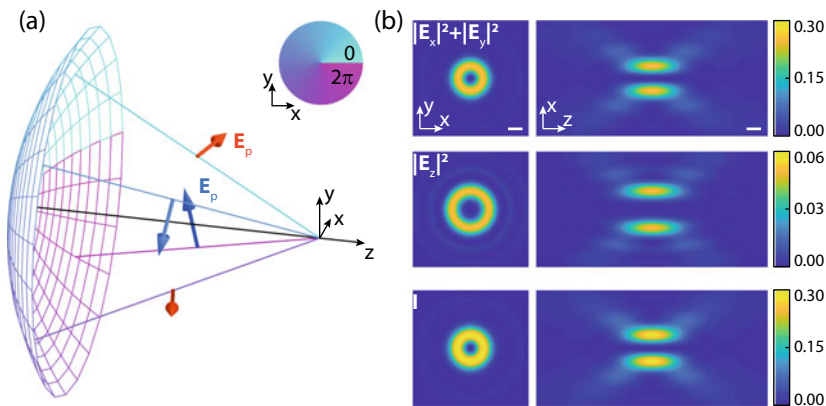 (a)
0
2π
y
x
E_p
E_p
y
x
z
(b)
|E_x|²+|E_y|²
y
x
x
z
0.30
0.15
0.00
|E_z|²
0.06
0.03
0.00
I
0.30
0.15
0.00